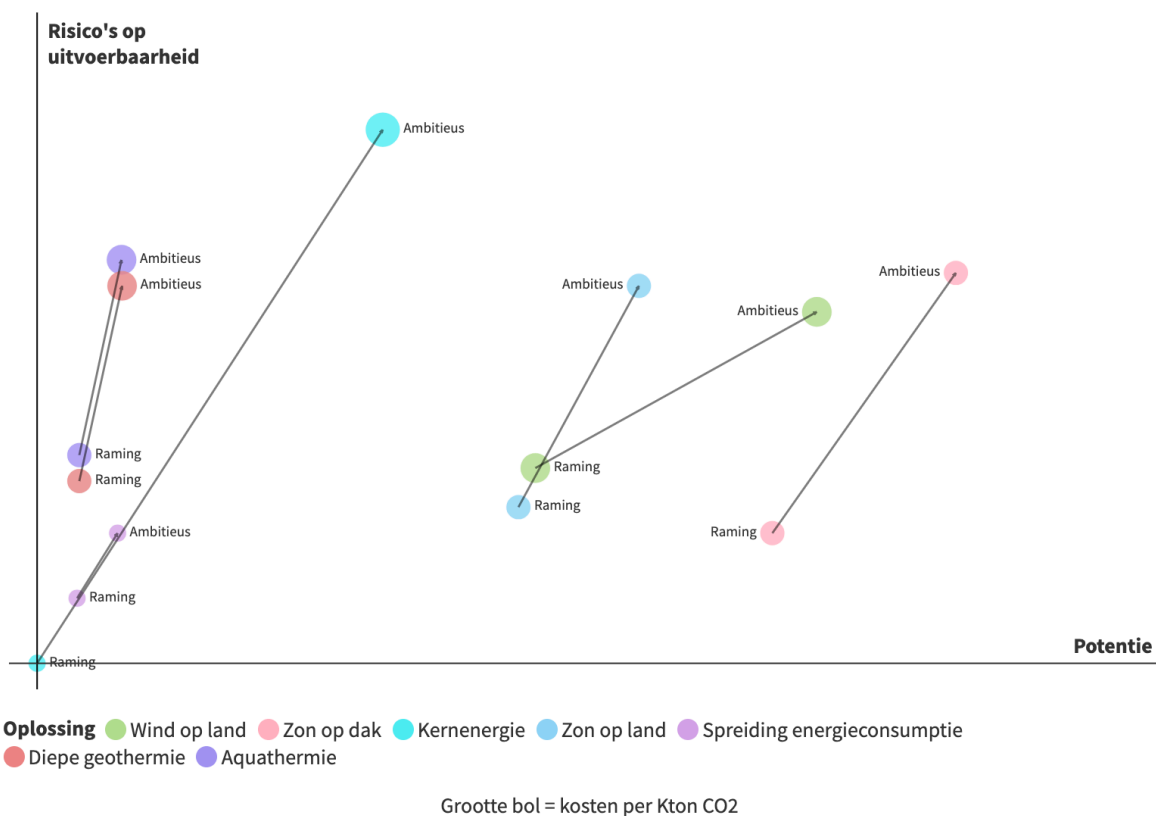 Risico's op
uitvoerbaarheid
Ambitieus
Ambitieus
Ambitieus
Ambitieus
Ambitieus
Ambitieus
Raming
Raming
Raming
Raming
Ambitieus
Raming
Raming
Raming
Potentie
Oplossing Wind op land Zon op dak Kernenergie Zon op land Spreiding energieconsumptie
Diepe geothermie Aquathermie
Grootte bol = kosten per Kton CO2